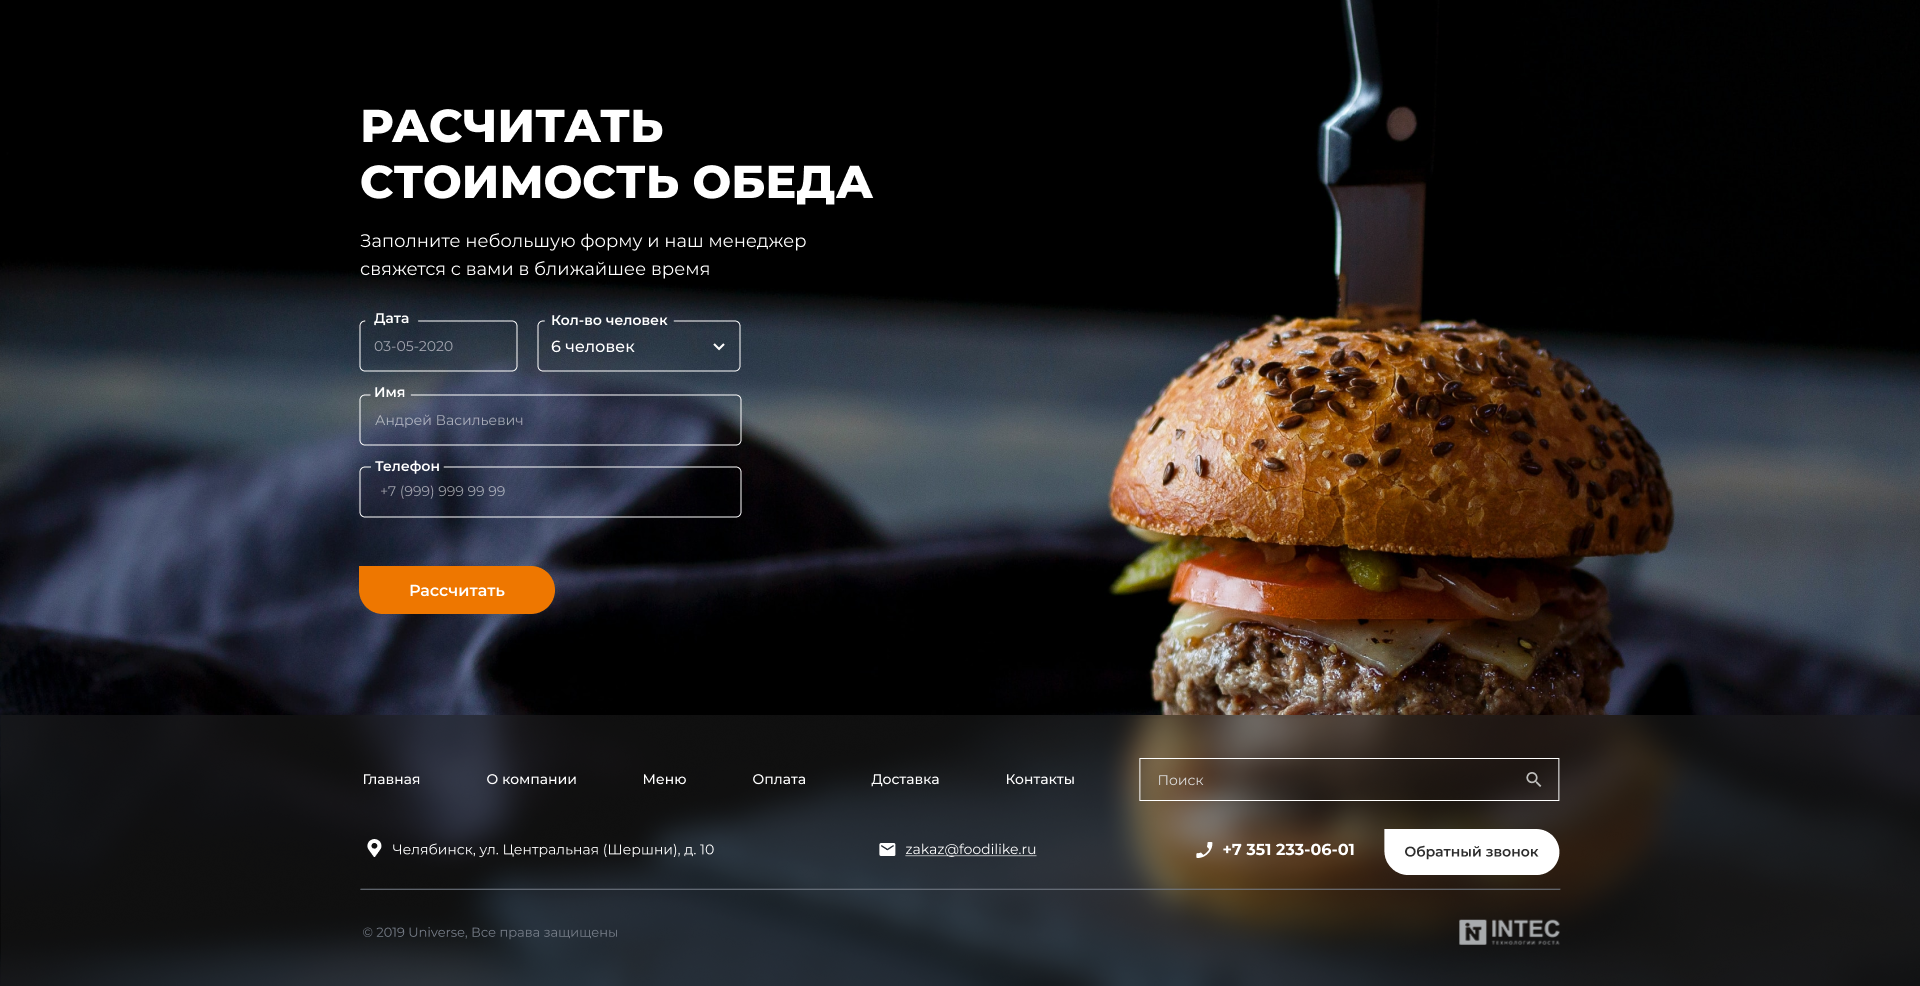 РАСЧИТАТЬ
СТОИМОСТЬ ОБЕДА
Заполните небольшую форму и наш менеджер
свяжется с вами в ближайшее время
Дата
03-05-2020
Кол-во человек
6 человек
Имя
Андрей Васильевич
Телефон
+7 (999) 999 99 99
Рассчитать
Главная О компании Меню Оплата Доставка Контакты Поиск
Челябинск, ул. Центральная (Шершни), д. 10 zakaz@foodilike.ru +7 351 233-06-01 Обратный звонок
© 2019 Universe, Все права защищены
INTEC
ТЕХНОЛОГИИ РОСТА